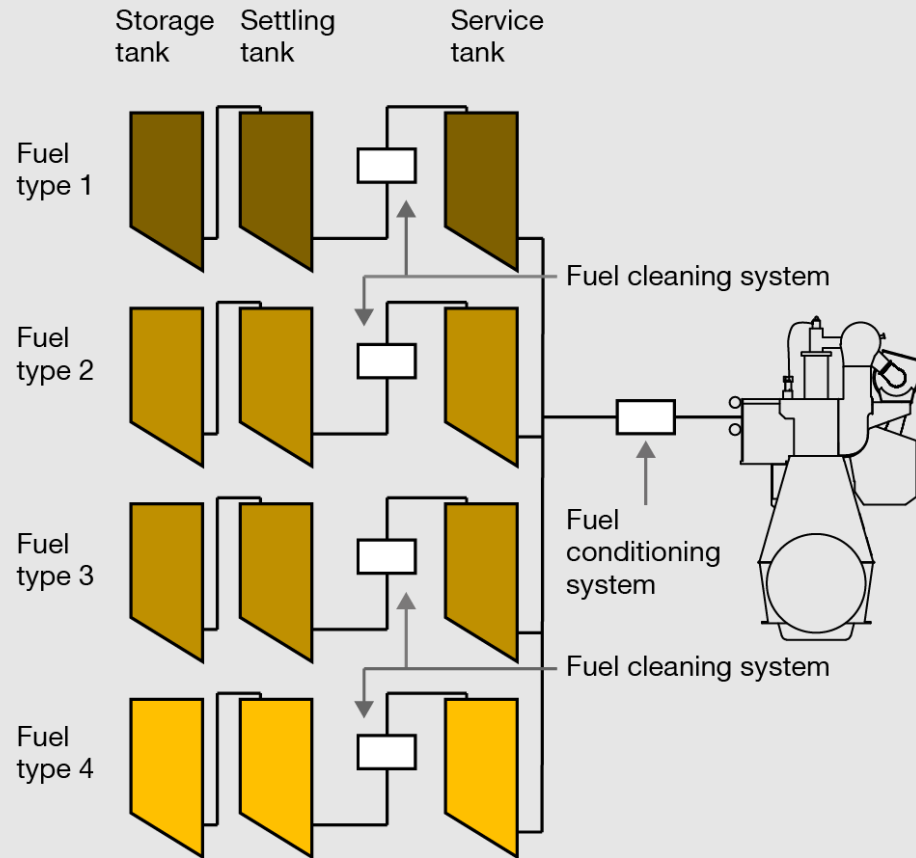 Storage
tank
Settling
tank
Service
tank
Fuel
type 1
Fuel cleaning system
Fuel
type 2
Fuel
conditioning
system
Fuel
type 3
Fuel cleaning system
Fuel
type 4